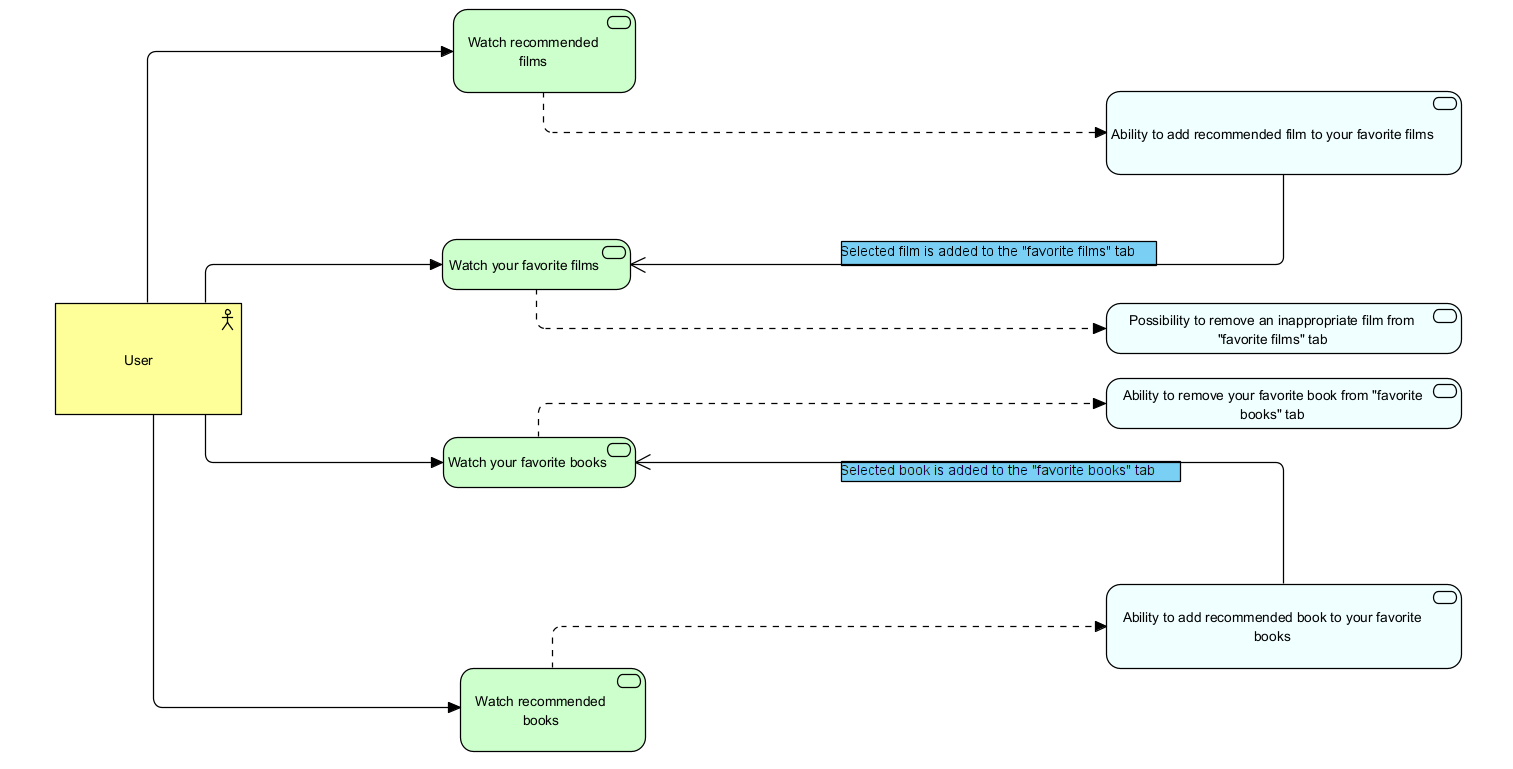 Watch recommended
films
Ability to add recommended film to your favorite films
Selected film is added to the "favorite films" tab
Watch your favorite films
Possibility to remove an inappropriate film from
"favorite films" tab
User
Ability to remove your favorite book from "favorite
books" tab
Watch your favorite books
Selected book is added to the "favorite books" tab
Ability to add recommended book to your favorite
books
Watch recommended
books